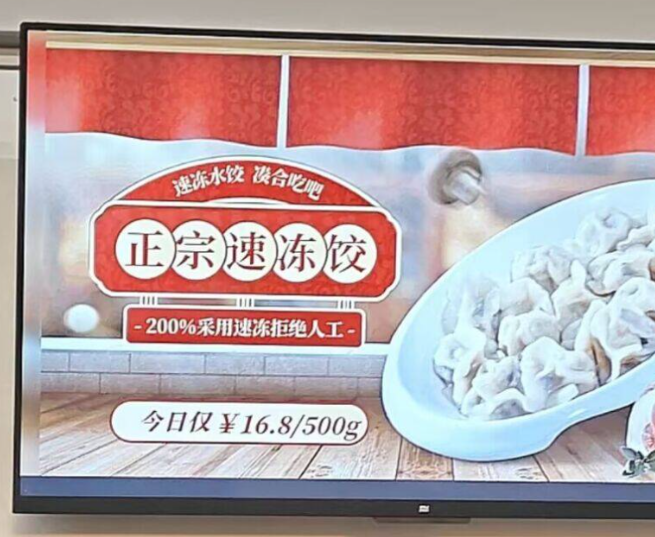 速冻水饺 凑合吃吧
正宗速冻饺
- 200%采用速冻拒绝人工 -
今日仅￥16.8/500g
mi